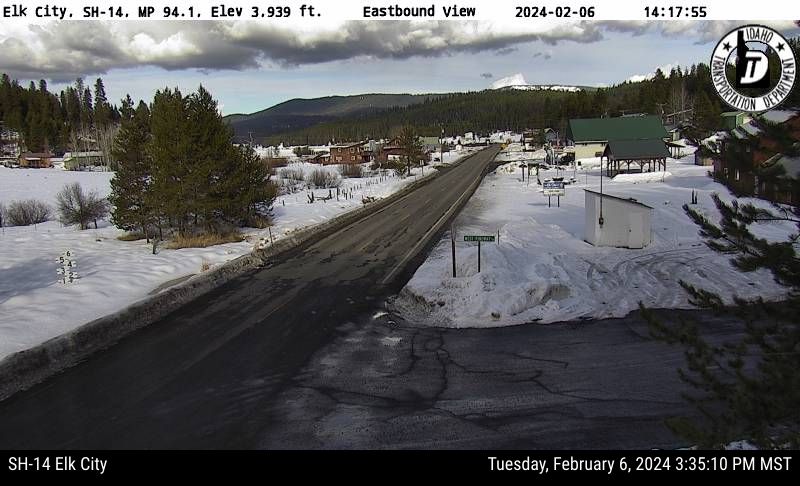 Elk City, SH-14, MP 94.1, Elev 3,939 ft. Eastbound View 2024-02-06 14:17:55
IDAHO
TRANSPORTATION DEPARTMENT
SH-14 Elk City Tuesday, February 6, 2024 3:35:10 PM MST